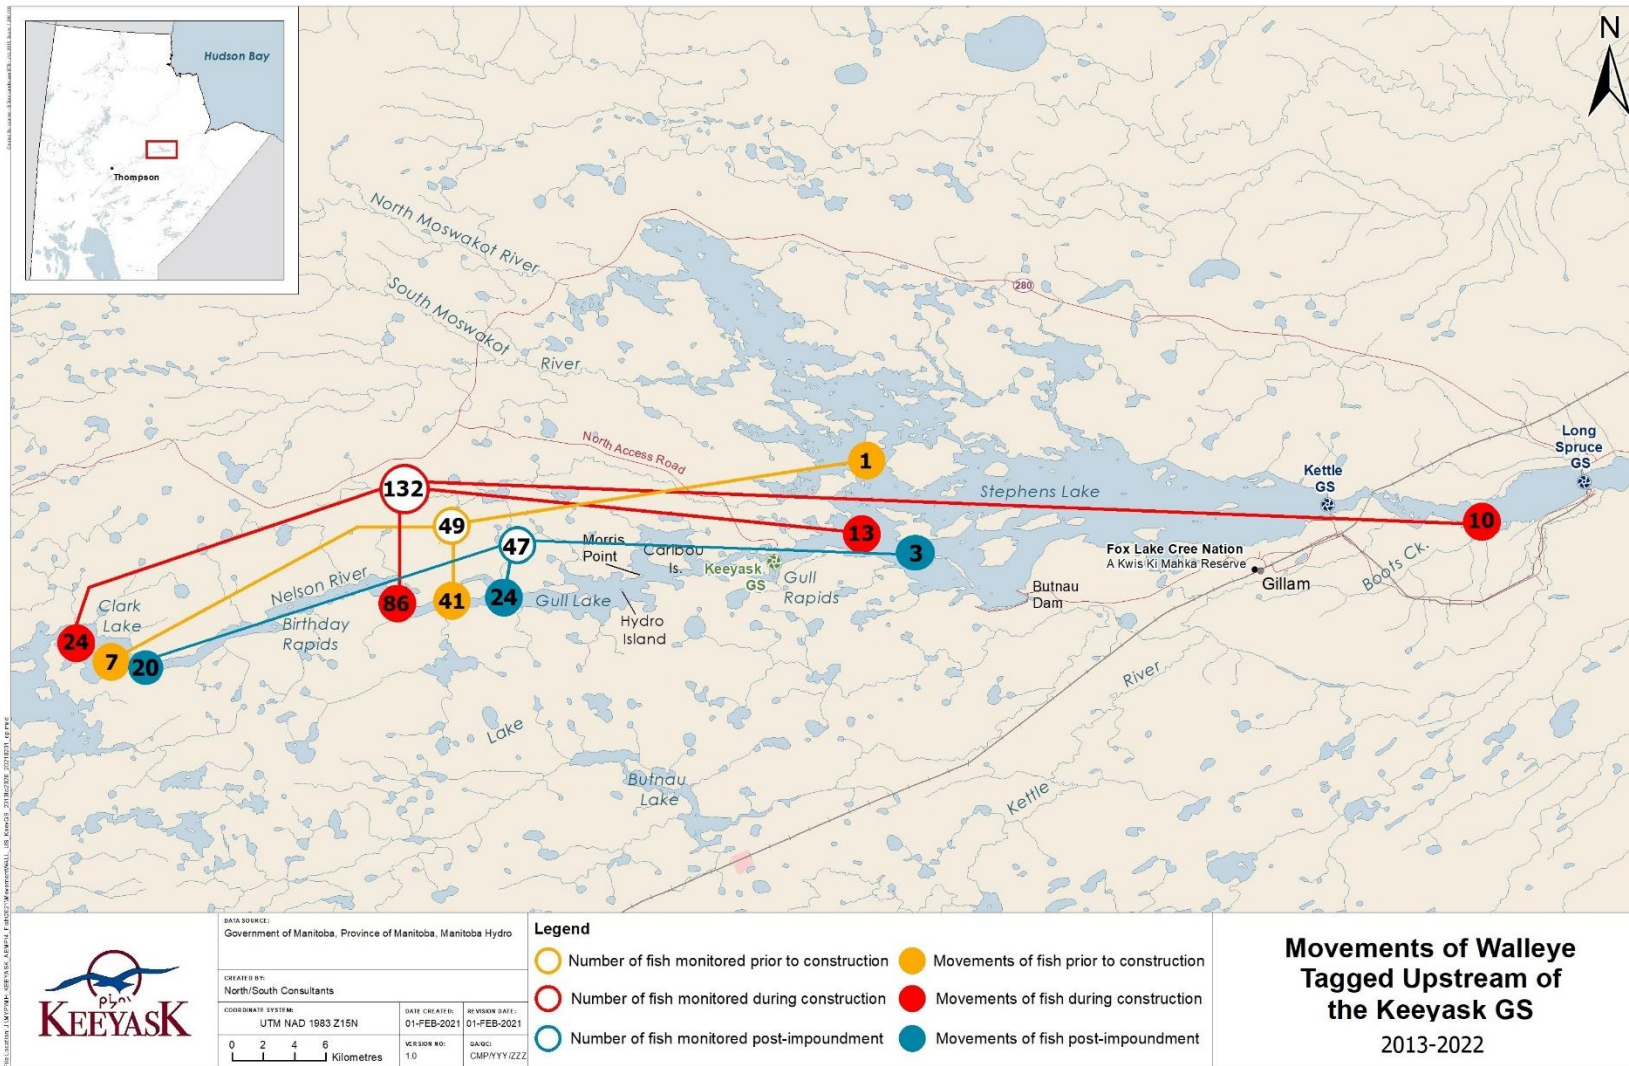 Hudson Bay
Thompson
N
North Moswakot River
South Moswakot
River
280
North Access Road
Long
Spruce
GS
Kettle
GS
Stephens Lake
1
132
49
47
13
3
10
Morris
Point
Caribou
Is.
Keeyask
GS
Gull
Rapids
Fox Lake Cree Nation
A Kwis Ki Mahka Reserve
Gillam
Boots Ck.
Butnau
Dam
Nelson River
Birthday
Rapids
Clark
Lake
86
41
24
Gull Lake
Hydro
Island
24
7
20
River
Kettle
Lake
Butnau
Lake
KEEYASK
DATA SOURCE:
Government of Manitoba, Province of Manitoba, Manitoba Hydro
CREATED BY:
North/South Consultants
COORDINATE SYSTEM:
UTM NAD 1983 Z15N
DATE CREATED:
01-FEB-2021
REVISION DATE:
01-FEB-2021
0 2 4 6
Kilometres
VERSION NO:
1.0
QA/QC:
CMP/YYY/ZZZ
Legend
Number of fish monitored prior to construction
Number of fish monitored during construction
Number of fish monitored post-impoundment
Movements of fish prior to construction
Movements of fish during construction
Movements of fish post-impoundment
Movements of Walleye
Tagged Upstream of
the Keeyask GS
2013-2022